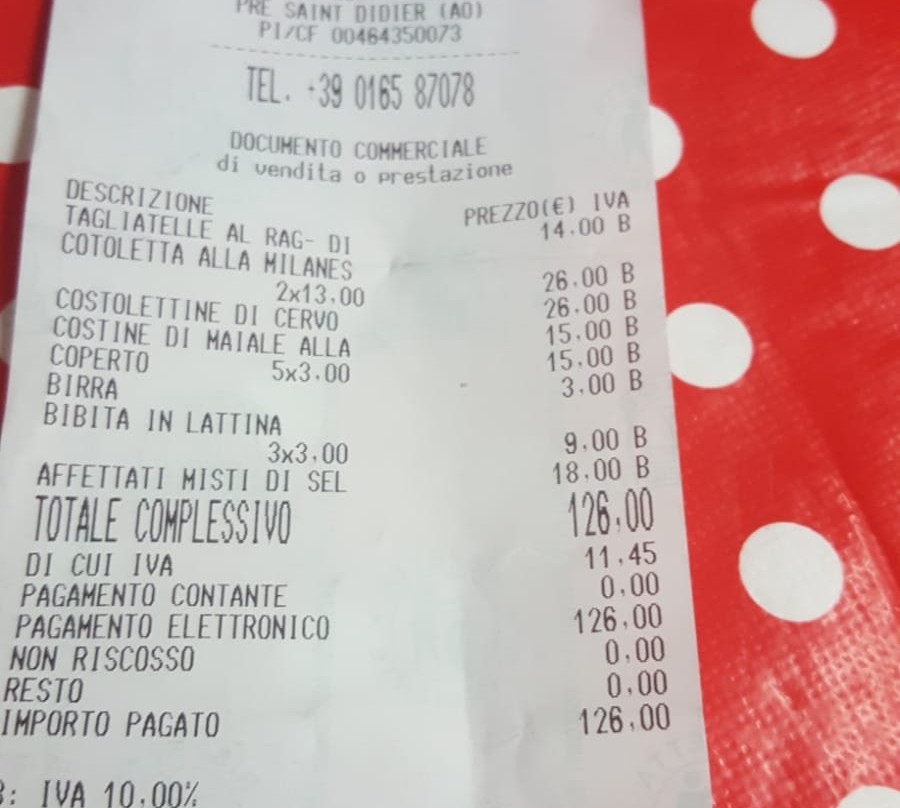 PRE SAINT DIDIER (AO)
PI/CF 00464350073
TEL. +39 0165 87078
DOCUMENTO COMMERCIALE
di vendita o prestazione
DESCRIZIONE PREZZO(€) IVA
TAGLIATELLE AL RAG- DI 14.00 B
COTOLETTA ALLA MILANES
2x13.00 26.00 B
COSTOLETTINE DI CERVO 26.00 B
COSTINE DI MAIALE ALLA 15.00 B
COPERTO 5x3.00 15.00 B
BIRRA 3.00 B
BIBITA IN LATTINA
3x3.00 9.00 B
AFFETTATI MISTI DI SEL 18.00 B
TOTALE COMPLESSIVO 126,00
DI CUI IVA 11,45
PAGAMENTO CONTANTE 0,00
PAGAMENTO ELETTRONICO 126,00
NON RISCOSSO 0,00
RESTO 0,00
IMPORTO PAGATO 126,00
B: IVA 10.00%